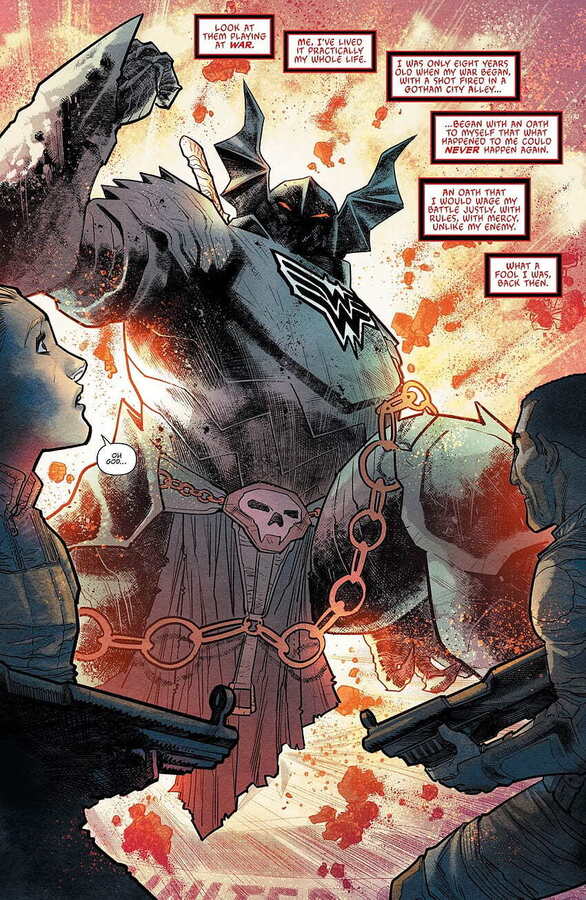 LOOK AT
THEM PLAYING
AT WAR.
ME, I'VE LIVED
IT PRACTICALLY
MY WHOLE LIFE.
I WAS ONLY EIGHT YEARS
OLD WHEN MY WAR BEGAN,
WITH A SHOT FIRED IN A
GOTHAM CITY ALLEY...
...BEGAN WITH AN OATH
TO MYSELF THAT WHAT
HAPPENED TO ME COULD
NEVER HAPPEN AGAIN.
AN OATH THAT
I WOULD WAGE MY
BATTLE JUSTLY, WITH
RULES, WITH MERCY,
UNLIKE MY ENEMY.
WHAT A
FOOL I WAS,
BACK THEN.
OH
GOD...